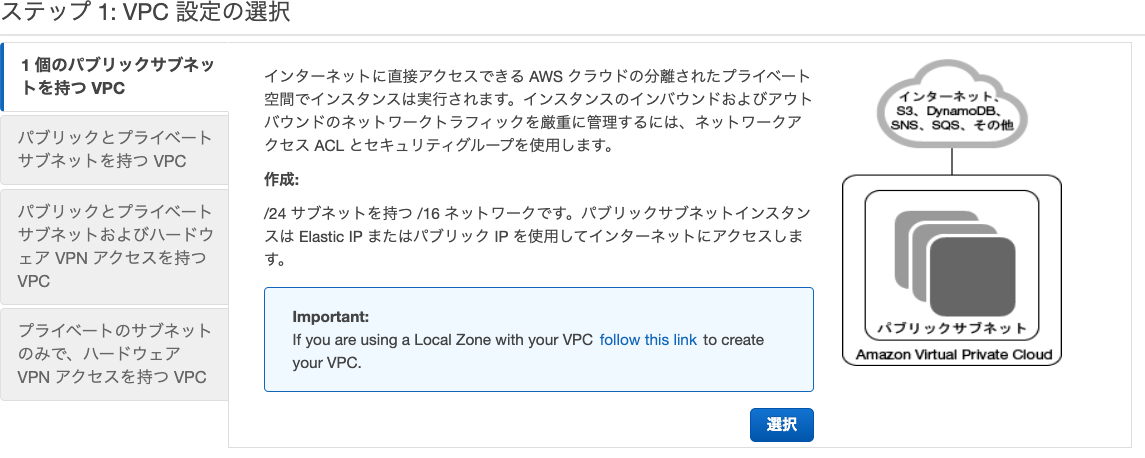 ステップ 1: VPC 設定の選択
1 個のパブリックサブネッ
トを持つ VPC
パブリックとプライベート
サブネットを持つ VPC
パブリックとプライベート
サブネットおよびハードウ
ェア VPN アクセスを持つ
VPC
プライベートのサブネット
のみで、ハードウェア
VPN アクセスを持つ VPC
インターネットに直接アクセスできる AWS クラウドの分離されたプライベート
空間でインスタンスは実行されます。インスタンスのインバウンドおよびアウト
バウンドのネットワークトラフィックを厳重に管理するには、ネットワークア
クセス ACL とセキュリティグループを使用します。
作成:
/24 サブネットを持つ /16 ネットワークです。パブリックサブネットインスタン
スは Elastic IP またはパブリック IP を使用してインターネットにアクセスしま
す。
Important:
If you are using a Local Zone with your VPC follow this link to create
your VPC.
選択
インターネット、
S3、DynamoDB、
SNS、SQS、その他
パブリックサブネット
Amazon Virtual Private Cloud